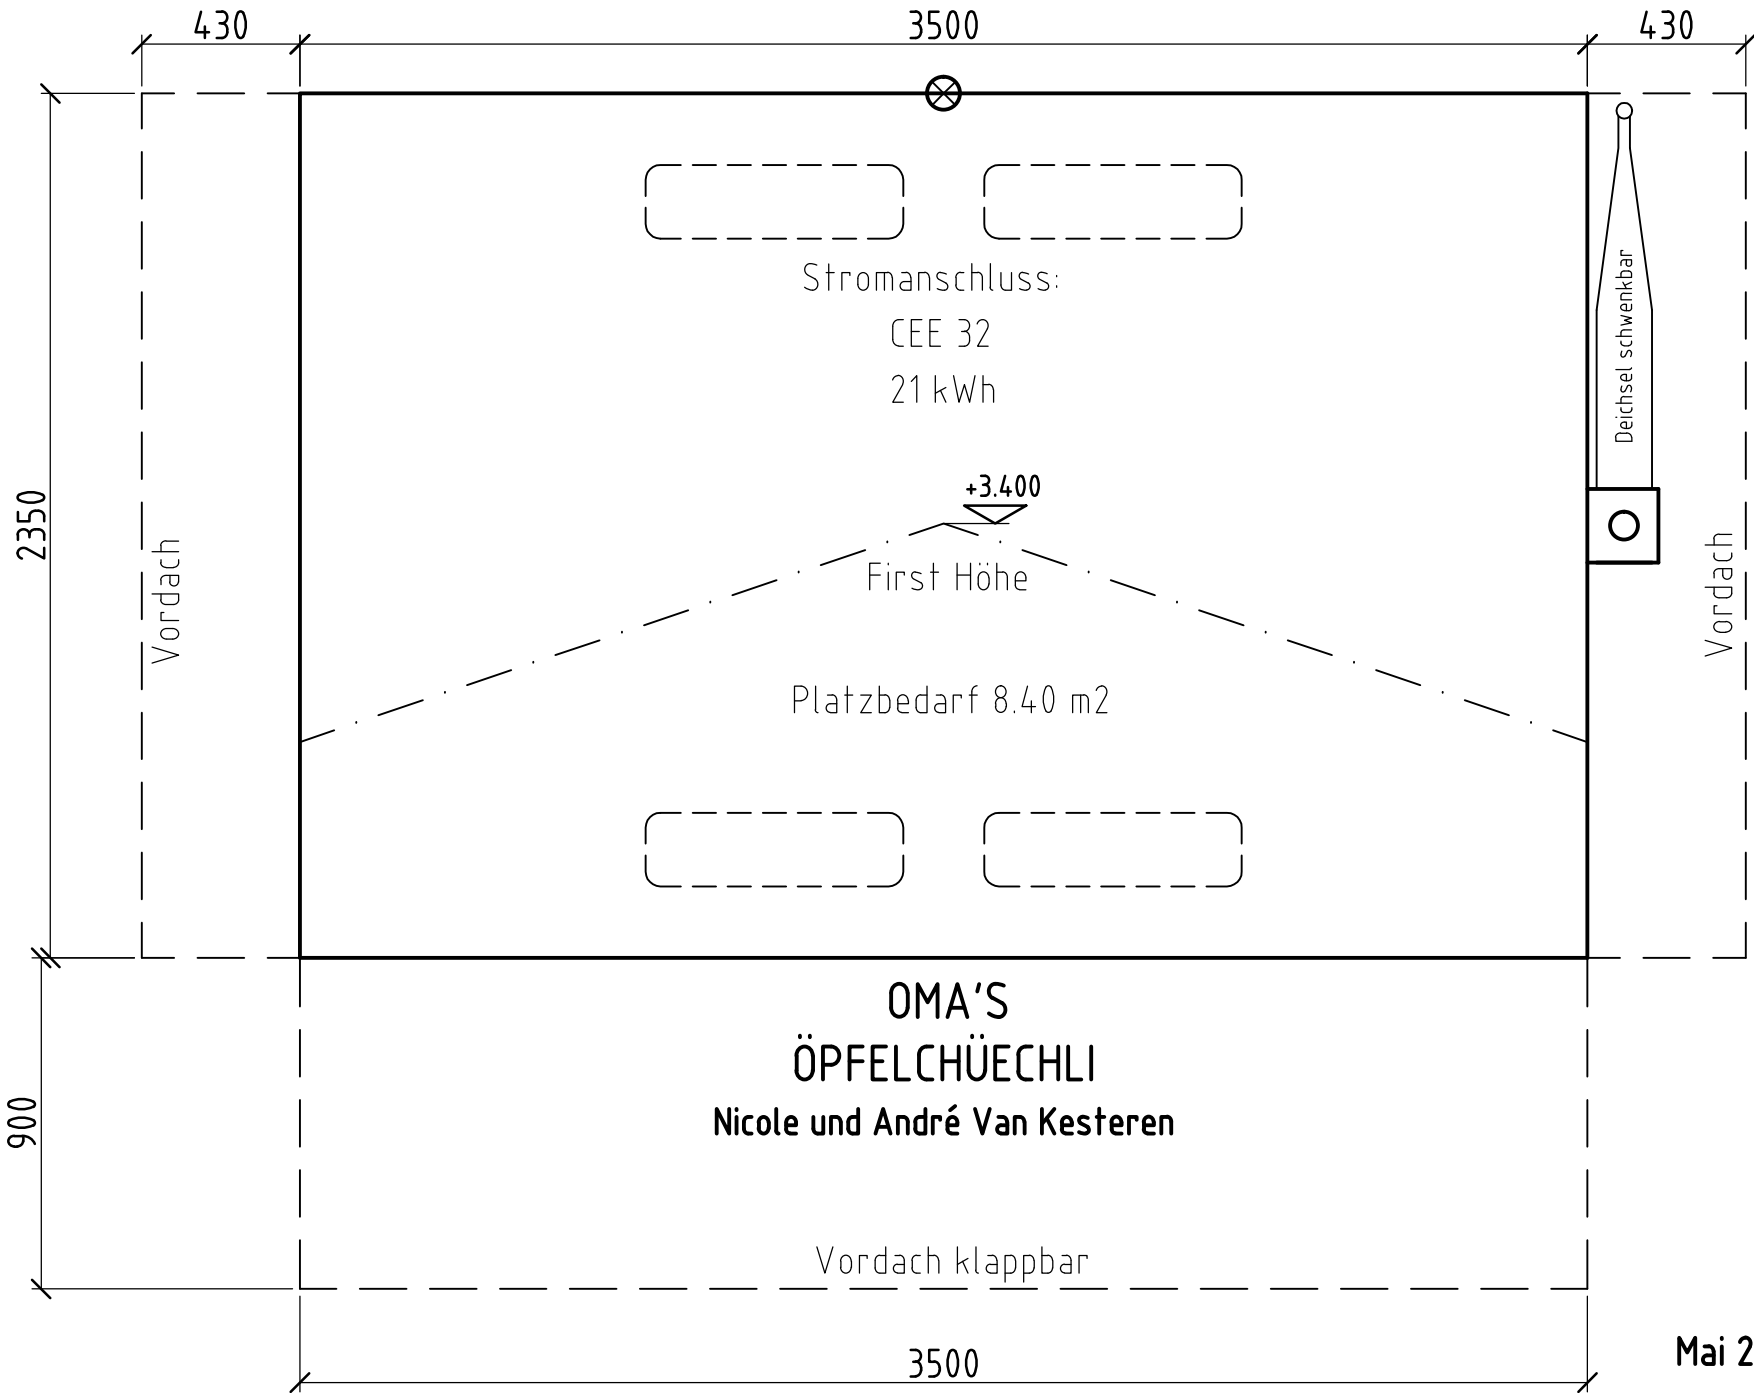 430
3500
430
Stromanschluss:
CEE 32
21 kWh
Deichsel schwenkbar
+3.400
2350
Vordach
First Höhe
Vordach
Platzbedarf 8.40 m2
OMA'S
ÖPFELCHÜECHLI
Nicole und André Van Kesteren
900
Vordach klappbar
3500
Mai 2